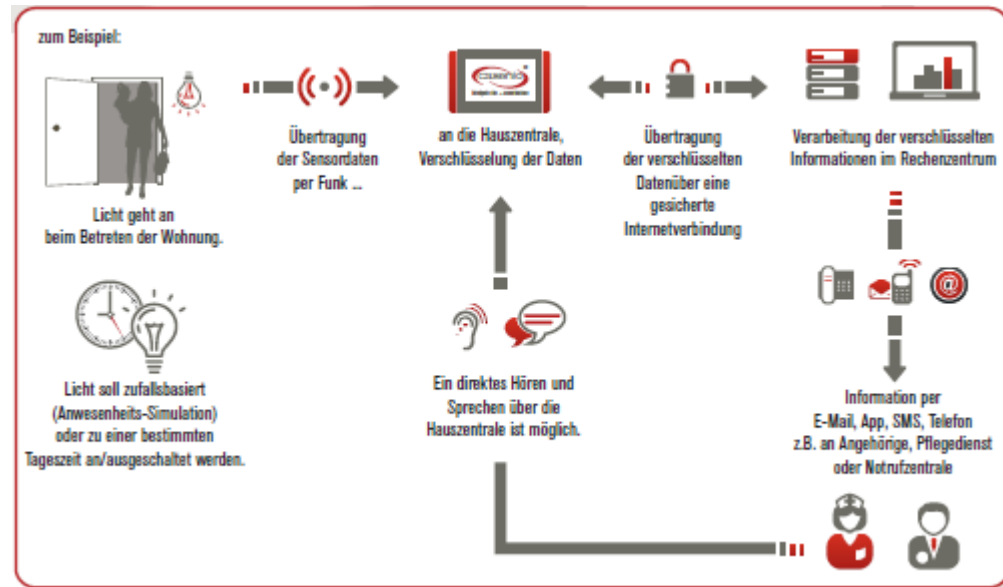 zum Beispiel:
Licht geht an
beim Betreten der Wohnung.
Übertragung
der Sensordaten
per Funk ...
an die Hauszentrale,
Verschlüsselung der Daten
Übertragung
der verschlüsselten
Datenüber eine
gesicherte
Internetverbindung
Verarbeitung der verschlüsselten
Informationen im Rechenzentrum
@
Licht soll zufallsbasiert
(Anwesenheits-Simulation)
oder zu einer bestimmten
Tageszeit an/ausgeschaltet werden.
Ein direktes Hören und
Sprechen über die
Hauszentrale ist möglich.
Information per
E-Mail, App, SMS, Telefon
z.B. an Angehörige, Pflegedienst
oder Notrufzentrale